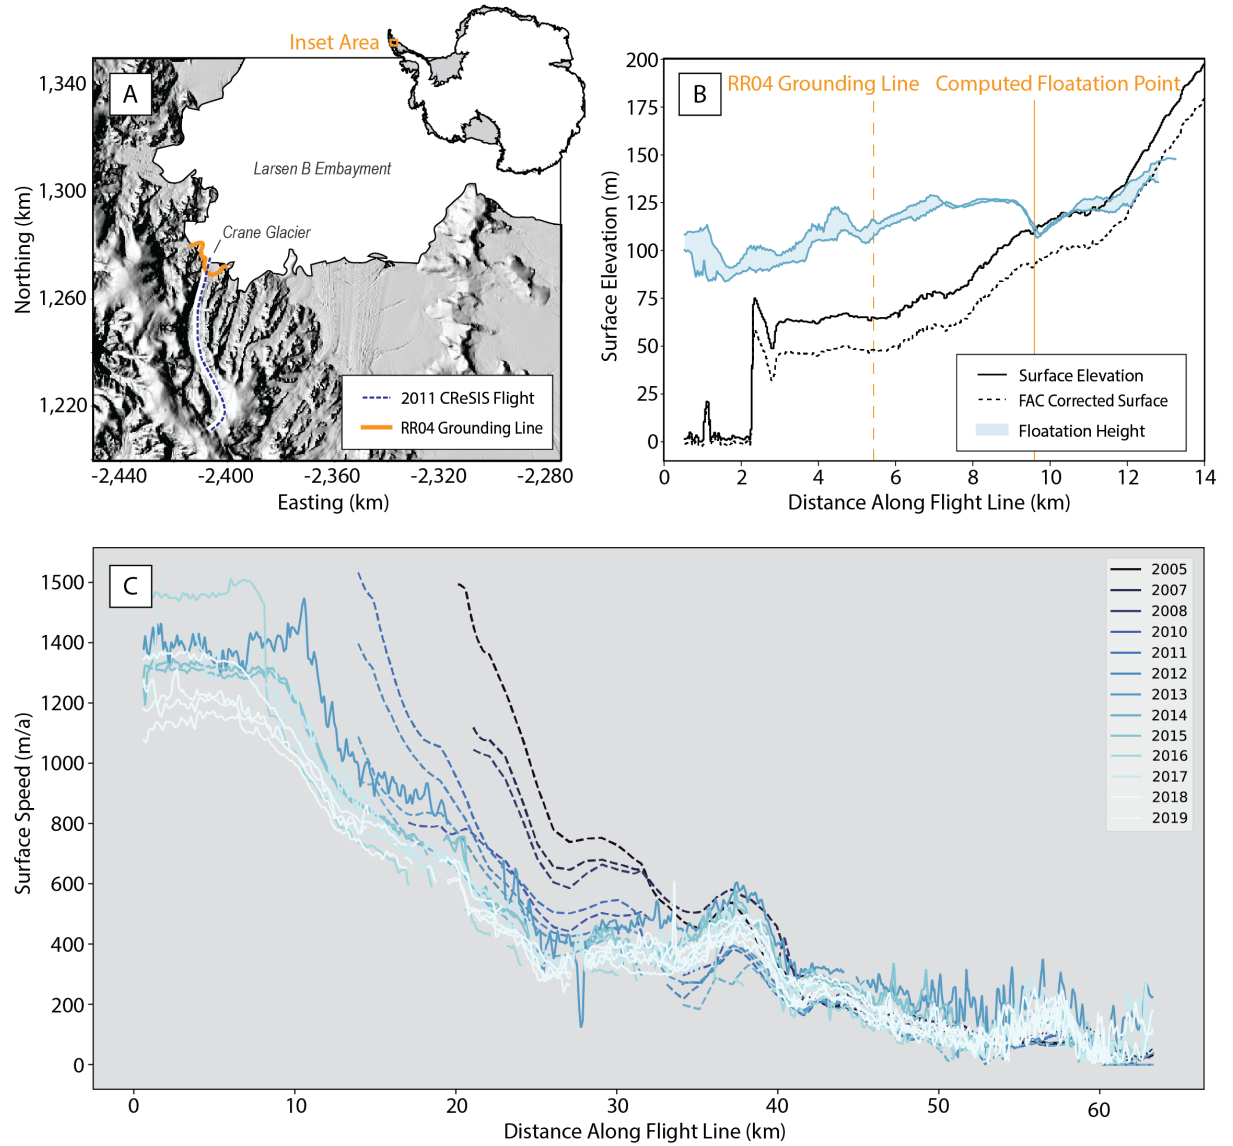 Inset Area
A
1,340
1,300
1,260
1,220
Northing (km)
Larsen B Embayment
Crane Glacier
2011 CReSIS Flight
RR04 Grounding Line
-2,440
-2,400
-2,360
-2,320
-2,280
Easting (km)
B
RR04 Grounding Line
Computed Floatation Point
200
175
150
125
100
75
50
25
0
Surface Elevation (m)
Surface Elevation
FAC Corrected Surface
Floatation Height
0
2
4
6
8
10
12
14
Distance Along Flight Line (km)
C
1500
1400
1200
1000
800
600
400
200
0
Surface Speed (m/a)
2005
2007
2008
2010
2011
2012
2013
2014
2015
2016
2017
2018
2019
0
10
20
30
40
50
60
Distance Along Flight Line (km)